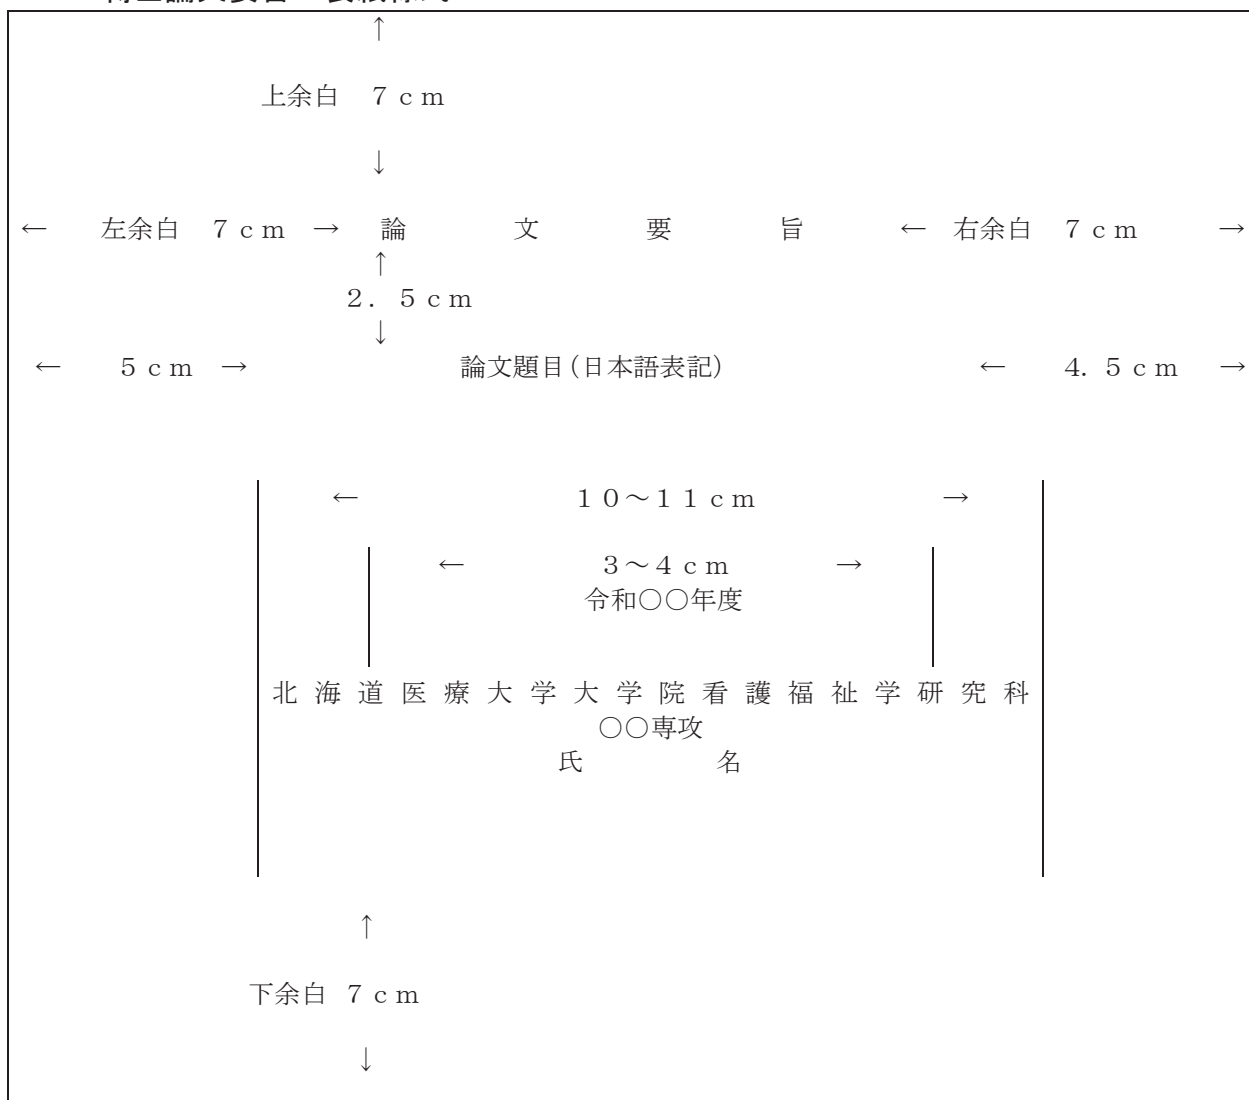 ↑
上余白 7cm
↓
← 左余白 7cm → 論 文 要 旨 ← 右余白 7cm →
↑
2.5cm
↓
← 5cm → 論文題目(日本語表記) ← 4.5cm →
← 10～11cm →
← 3～4cm →
令和○○年度
北海道医療大学大学院看護福祉学研究科
○○専攻
氏 名
↑
下余白 7cm
↓